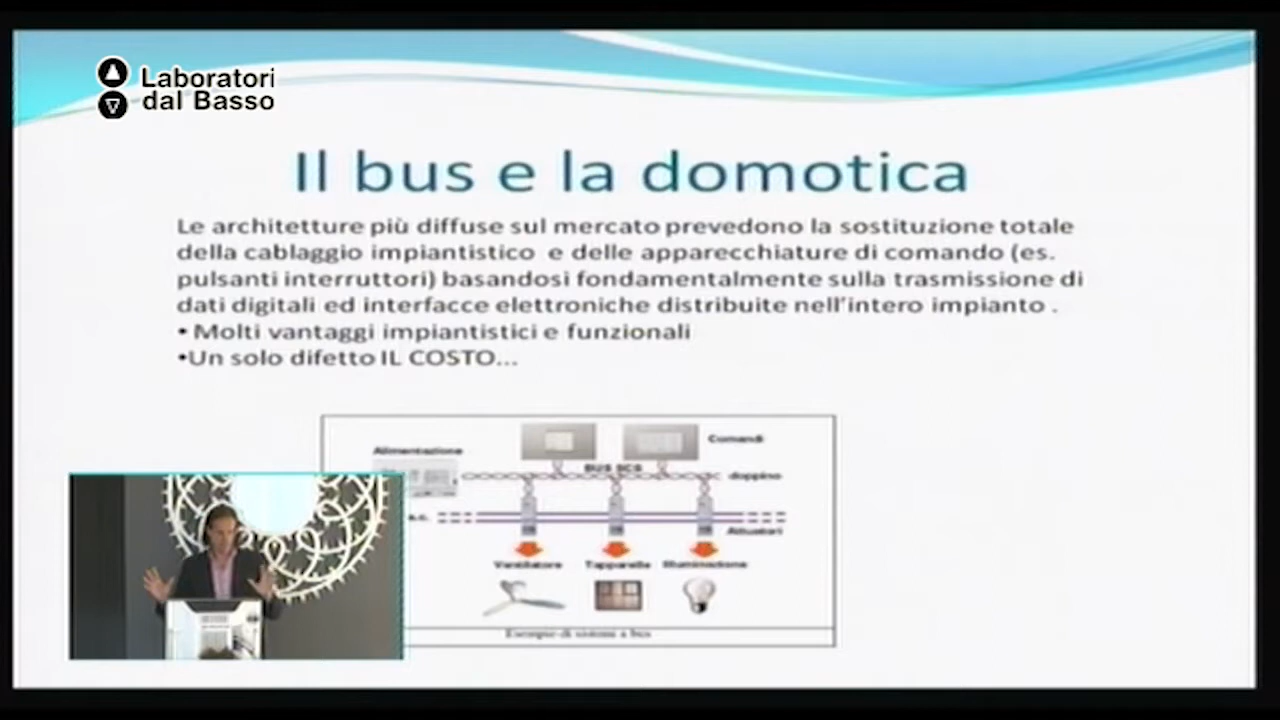 Laboratori
dal Basso
Il bus e la domotica
Le architetture più diffuse sul mercato prevedono la sostituzione totale
della cablaggio impiantistico e delle apparecchiature di comando (es.
pulsanti interruttori) basandosi fondamentalmente sulla trasmissione di
dati digitali ed interfacce elettroniche distribuite nell'intero impianto .
• Molti vantaggi impiantistici e funzionali
•Un solo difetto IL COSTO...
Alimentazione
Comandi
BUS SCS
doppino
a.c.
Attuatori
Ventilatore Tapparelle Illuminazione
Esempio di sistemi a bus